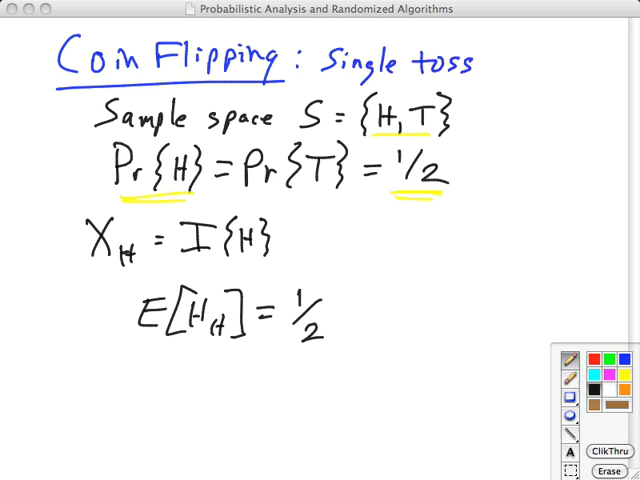 Probabilistic Analysis and Randomized Algorithms
Coin Flipping: Single toss
Sample space S = {H, T}
Pr{H} = Pr{T} = 1/2
X_H = I{H}
E[H_H] = 1/2
A
ClikThru
Erase